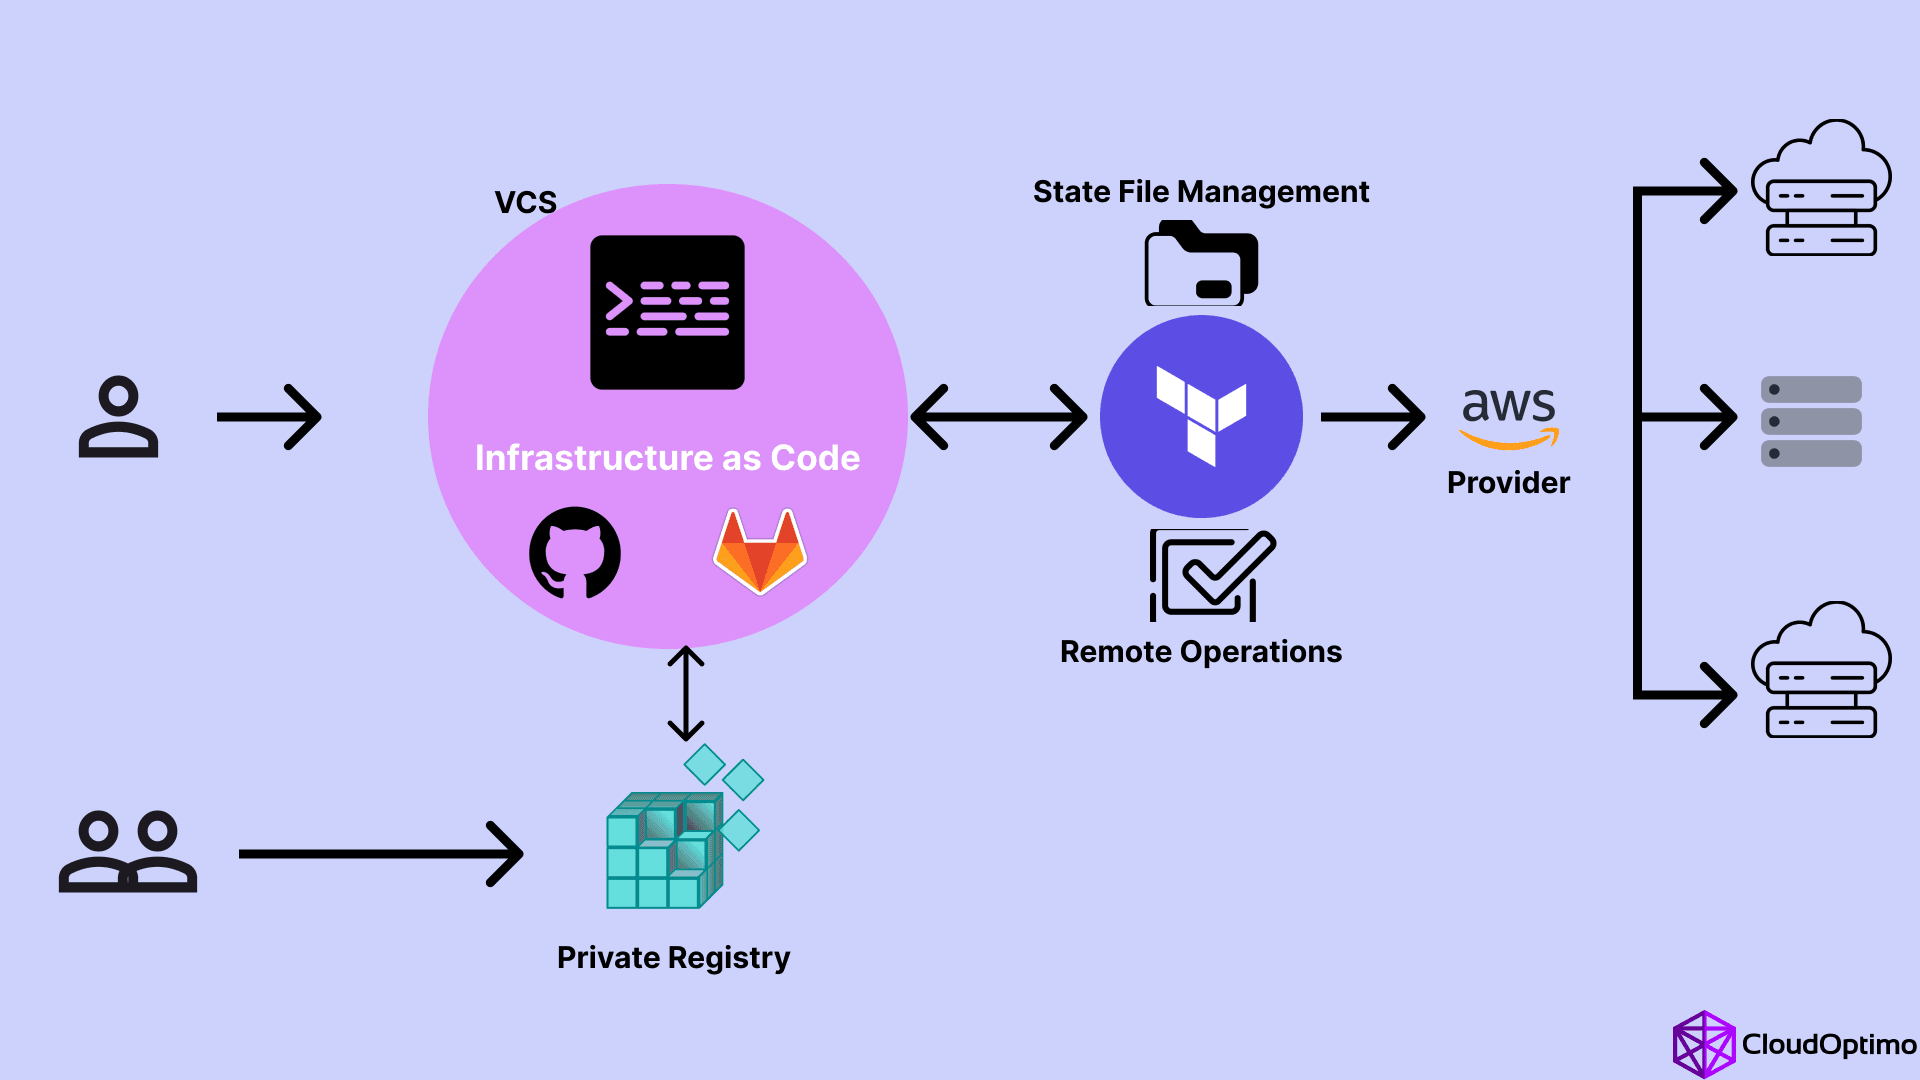 VCS
State File Management
Infrastructure as Code
aws
Provider
Remote Operations
Private Registry
CloudOptimo